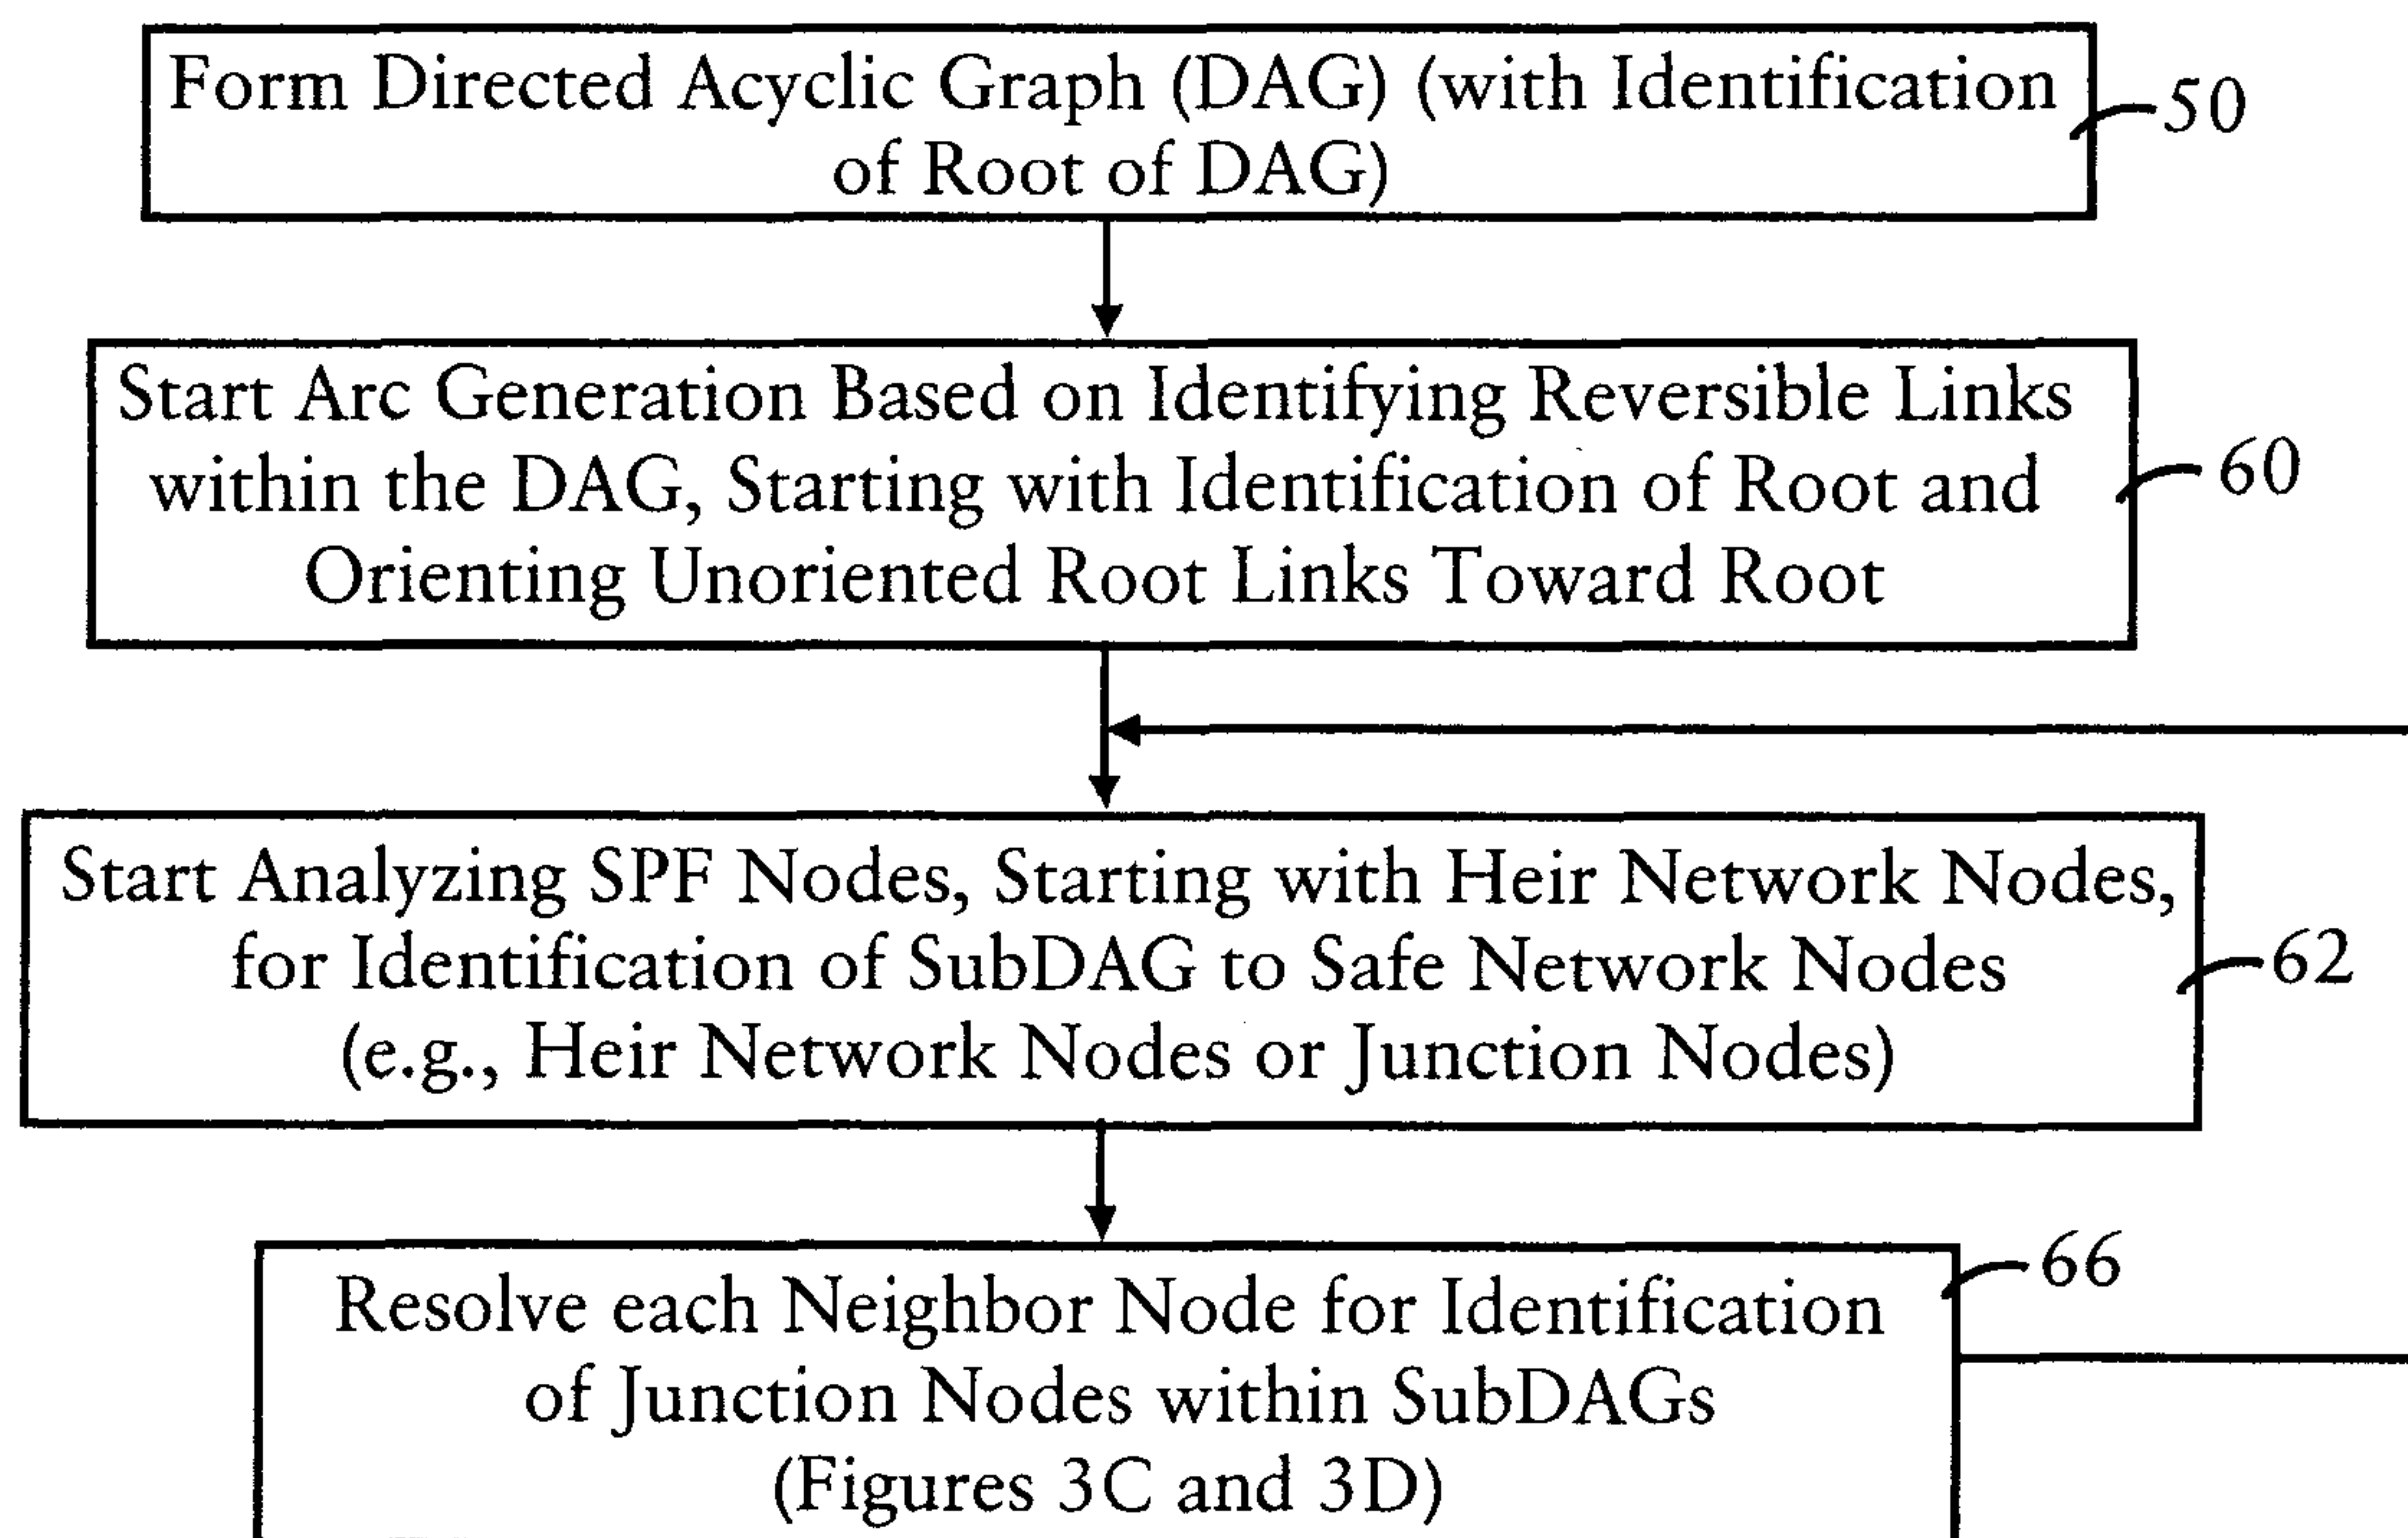 Form Directed Acyclic Graph (DAG) (with Identification
of Root of DAG)
50
Start Arc Generation Based on Identifying Reversible Links
within the DAG, Starting with Identification of Root and
Orienting Unoriented Root Links Toward Root
60
Start Analyzing SPF Nodes, Starting with Heir Network Nodes,
for Identification of SubDAG to Safe Network Nodes
(e.g., Heir Network Nodes or Junction Nodes)
62
Resolve each Neighbor Node for Identification
of Junction Nodes within SubDAGs
(Figures 3C and 3D)
66